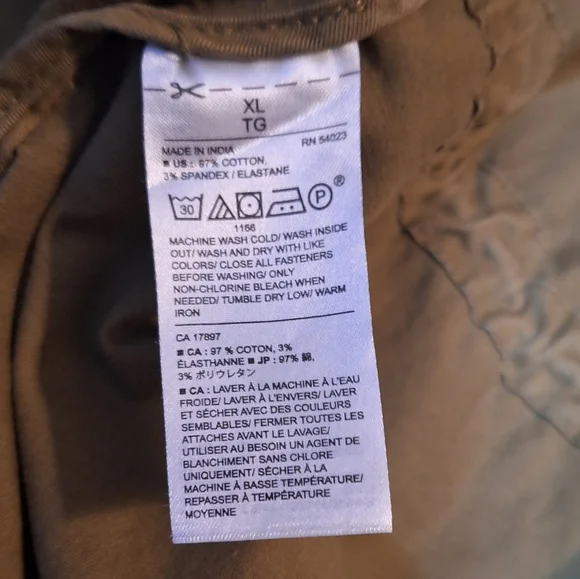 XL
TG
MADE IN INDIA RN 54023
■ US : 97% COTTON,
3% SPANDEX / ELASTANE
30 P ®
1156
MACHINE WASH COLD/ WASH INSIDE
OUT/ WASH AND DRY WITH LIKE
COLORS/ CLOSE ALL FASTENERS
BEFORE WASHING/ ONLY
NON-CHLORINE BLEACH WHEN
NEEDED/ TUMBLE DRY LOW/ WARM
IRON
CA 17897
■ CA : 97 % COTON, 3%
ÉLASTHANNE ■ JP : 97% 綿,
3% ポリウレタン
■ CA : LAVER À LA MACHINE À L'EAU
FROIDE/ LAVER À L'ENVERS/ LAVER
ET SÉCHER AVEC DES COULEURS
SEMBLABLES/ FERMER TOUTES LES
ATTACHES AVANT LE LAVAGE/
UTILISER AU BESOIN UN AGENT DE
BLANCHIMENT SANS CHLORE
UNIQUEMENT/ SÉCHER À LA
MACHINE À BASSE TEMPÉRATURE/
REPASSER À TEMPÉRATURE
MOYENNE